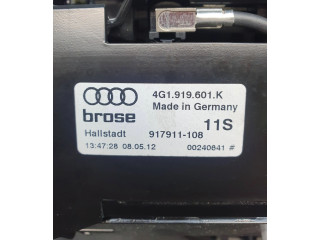 4G1.919.601.K
Made in Germany
brose
11S
Hallstadt 917911-108
13:47:28 08.05.12 00240841 #